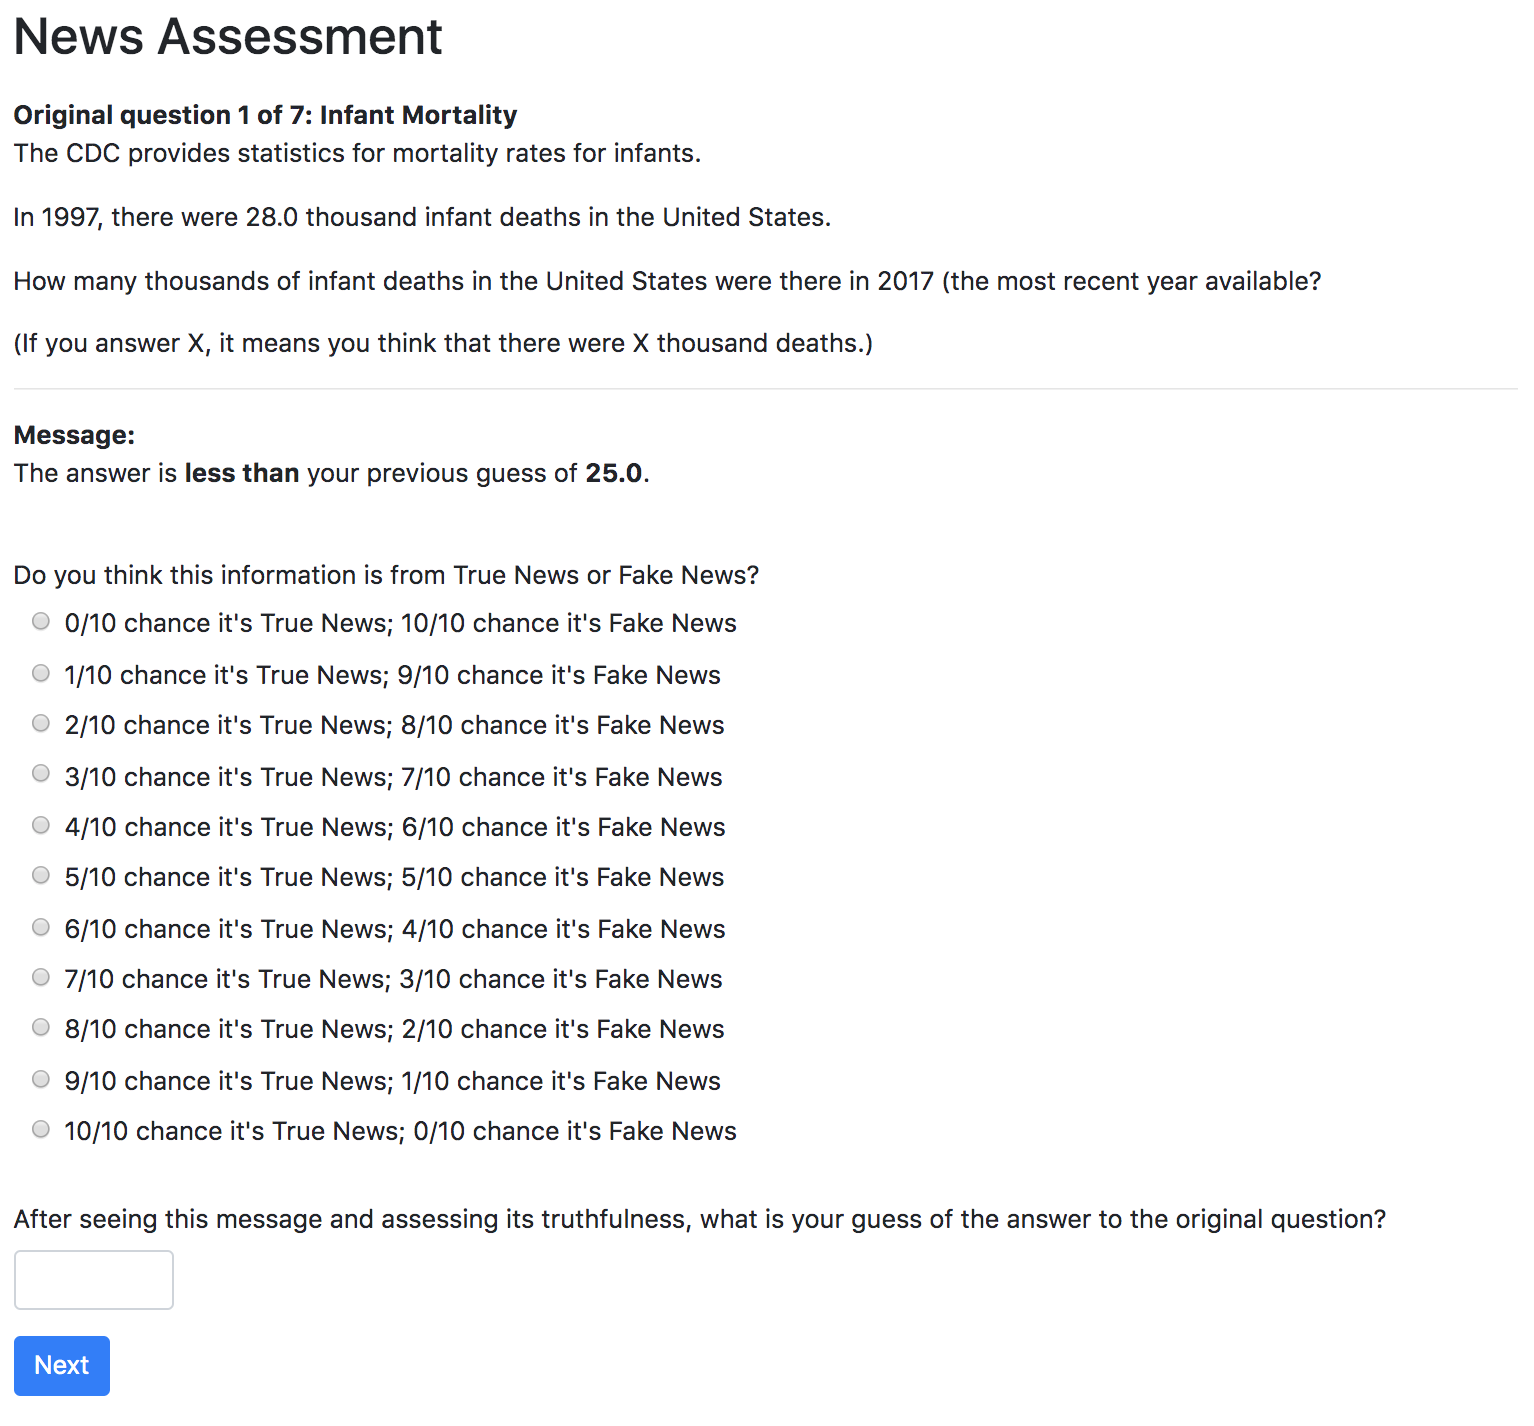 News Assessment
Original question 1 of 7: Infant Mortality
The CDC provides statistics for mortality rates for infants.
In 1997, there were 28.0 thousand infant deaths in the United States.
How many thousands of infant deaths in the United States were there in 2017 (the most recent year available?
(If you answer X, it means you think that there were X thousand deaths.)
Message:
The answer is less than your previous guess of 25.0.
Do you think this information is from True News or Fake News?
0/10 chance it's True News; 10/10 chance it's Fake News
1/10 chance it's True News; 9/10 chance it's Fake News
2/10 chance it's True News; 8/10 chance it's Fake News
3/10 chance it's True News; 7/10 chance it's Fake News
4/10 chance it's True News; 6/10 chance it's Fake News
5/10 chance it's True News; 5/10 chance it's Fake News
6/10 chance it's True News; 4/10 chance it's Fake News
7/10 chance it's True News; 3/10 chance it's Fake News
8/10 chance it's True News; 2/10 chance it's Fake News
9/10 chance it's True News; 1/10 chance it's Fake News
10/10 chance it's True News; 0/10 chance it's Fake News
After seeing this message and assessing its truthfulness, what is your guess of the answer to the original question?
Next